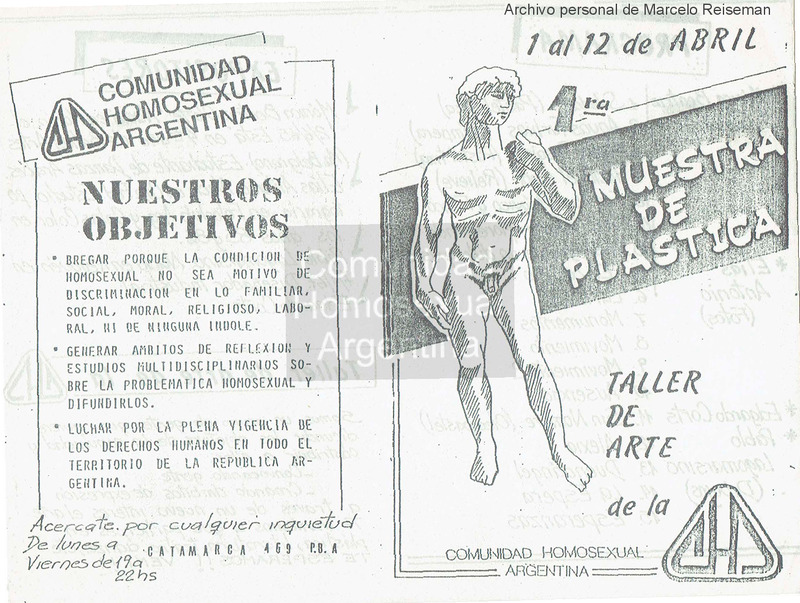 Archivo personal de Marcelo Reiseman
COMUNIDAD
HOMOSEXUAL
ARGENTINA
NUESTROS
OBJETIVOS
* BREGAR PORQUE LA CONDICION DE
HOMOSEXUAL NO SEA MOTIVO DE
DISCRIMINACION EN LO FAMILIAR,
SOCIAL, MORAL, RELIGIOSO, LABO-
RAL, NI DE NINGUNA INDOLE.
* GENERAR AMBITOS DE REFLEXION Y
ESTUDIOS MULTIDISCIPLINARIOS SO-
BRE LA PROBLEMATICA HOMOSEXUAL Y
DIFUNDIRLOS.
* LUCHAR POR LA PLENA VIGENCIA DE
LOS DERECHOS HUMANOS EN TODO EL
TERRITORIO DE LA REPUBLICA AR-
GENTINA.
Acercate. por cualquier inquietud
De lunes a
Viernes de 19 a
22 hs
CATAMARCA 469 P.B. A
1 al 12 de ABRIL
1ra
MUESTRA
DE
PLASTICA
TALLER
DE
ARTE
de la
CHA
COMUNIDAD HOMOSEXUAL
ARGENTINA
Comunidad
Homosexual
Argentina